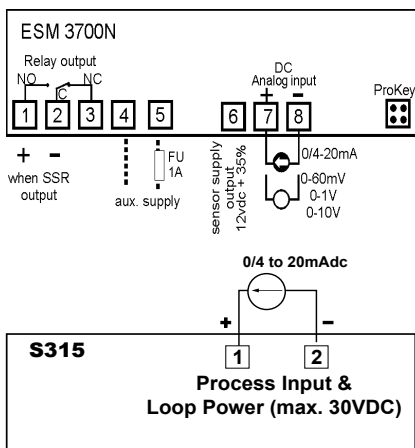 ESM 3700N
Relay output
NO
C
NC
DC
Analog input
+ -
ProKey
1 2 3 4 5 6 7 8
+ -
when SSR
output
FU
1A
aux. supply
sensor supply
output
12vdc + 35%
0/4-20mA
0-60mV
0-1V
0-10V
0/4 to 20mAdc
+ -
S315
1 2
Process Input &
Loop Power (max. 30VDC)